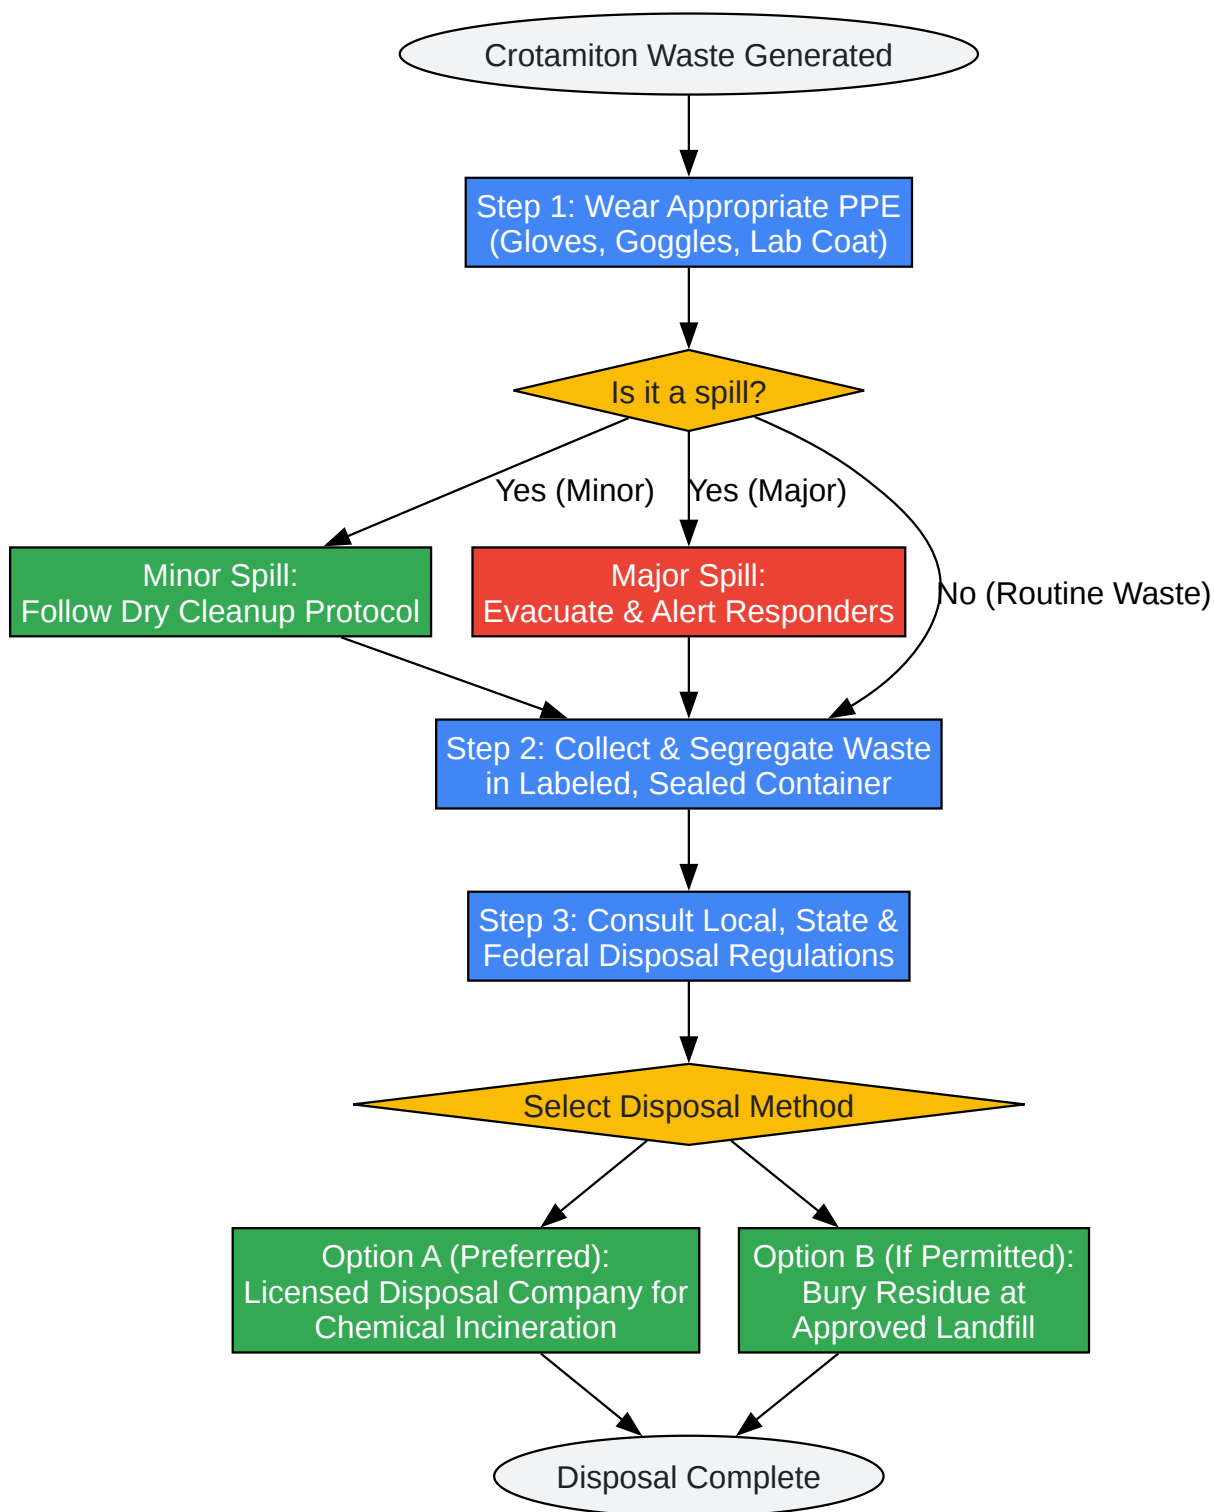 Crotamiton Waste Generated
Step 1: Wear Appropriate PPE
(Gloves, Goggles, Lab Coat)
Is it a spill?
Yes (Minor)
Yes (Major)
No (Routine Waste)
Minor Spill:
Follow Dry Cleanup Protocol
Major Spill:
Evacuate & Alert Responders
Step 2: Collect & Segregate Waste
in Labeled, Sealed Container
Step 3: Consult Local, State &
Federal Disposal Regulations
Select Disposal Method
Option A (Preferred):
Licensed Disposal Company for
Chemical Incineration
Option B (If Permitted):
Bury Residue at
Approved Landfill
Disposal Complete